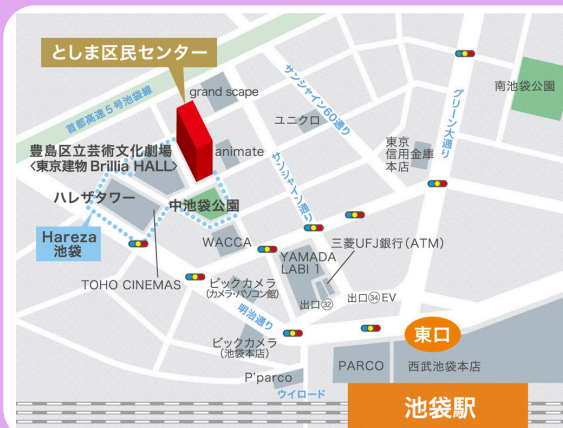 としま区民センター
grand scape
首都高速5号池袋線
サンシャイン60通り
南池袋公園
グリーン大通り
ユニクロ
東京
信用金庫
本店
豊島区立芸術文化劇場
〈東京建物 Brillia HALL〉
animate
サンシャイン通り
ハレザタワー
中池袋公園
Hareza
池袋
WACCA
三菱UFJ銀行(ATM)
YAMADA
LABI 1
TOHO CINEMAS
ビックカメラ
(カメラ・パソコン館)
出口㉜
出口㉞EV
明治通り
ビックカメラ
(池袋本店)
東口
P'parco
PARCO
西武池袋本店
ウイロード
池袋駅